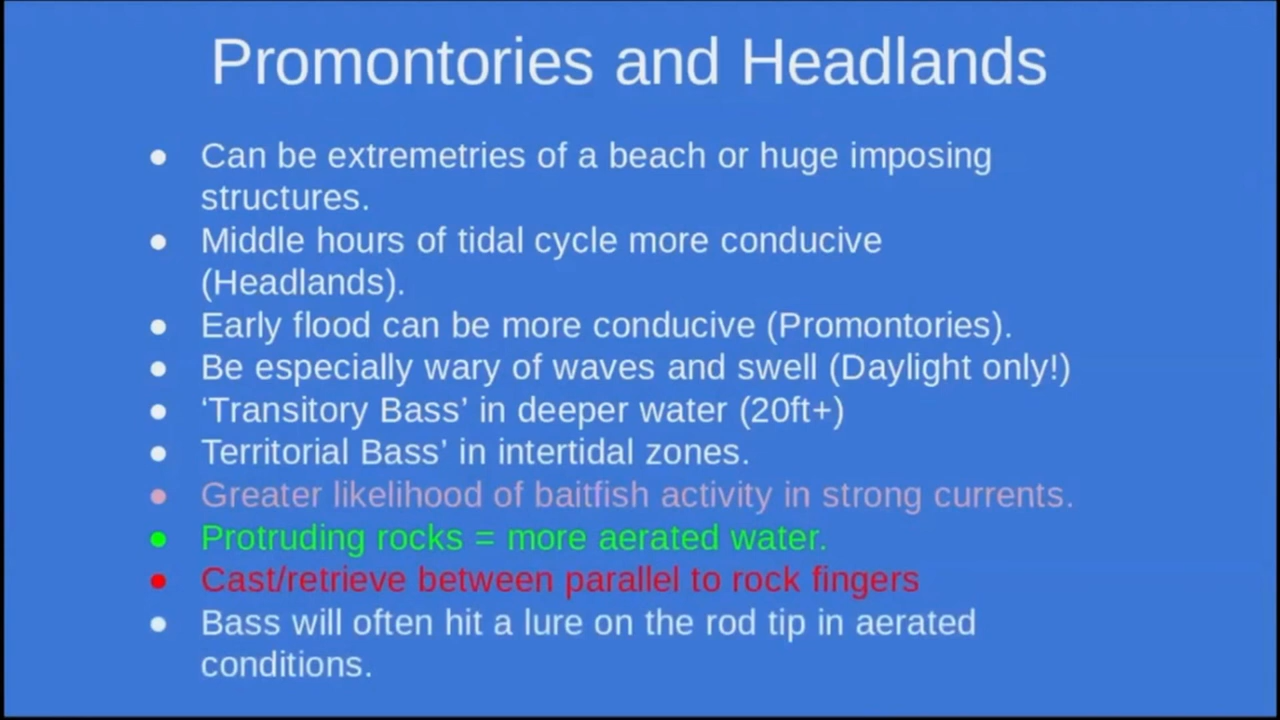 Promontories and Headlands
● Can be extremetries of a beach or huge imposing
structures.
● Middle hours of tidal cycle more conducive
(Headlands).
● Early flood can be more conducive (Promontories).
● Be especially wary of waves and swell (Daylight only!)
● ‘Transitory Bass’ in deeper water (20ft+)
● Territorial Bass’ in intertidal zones.
● Greater likelihood of baitfish activity in strong currents.
● Protruding rocks = more aerated water.
● Cast/retrieve between parallel to rock fingers
● Bass will often hit a lure on the rod tip in aerated
conditions.